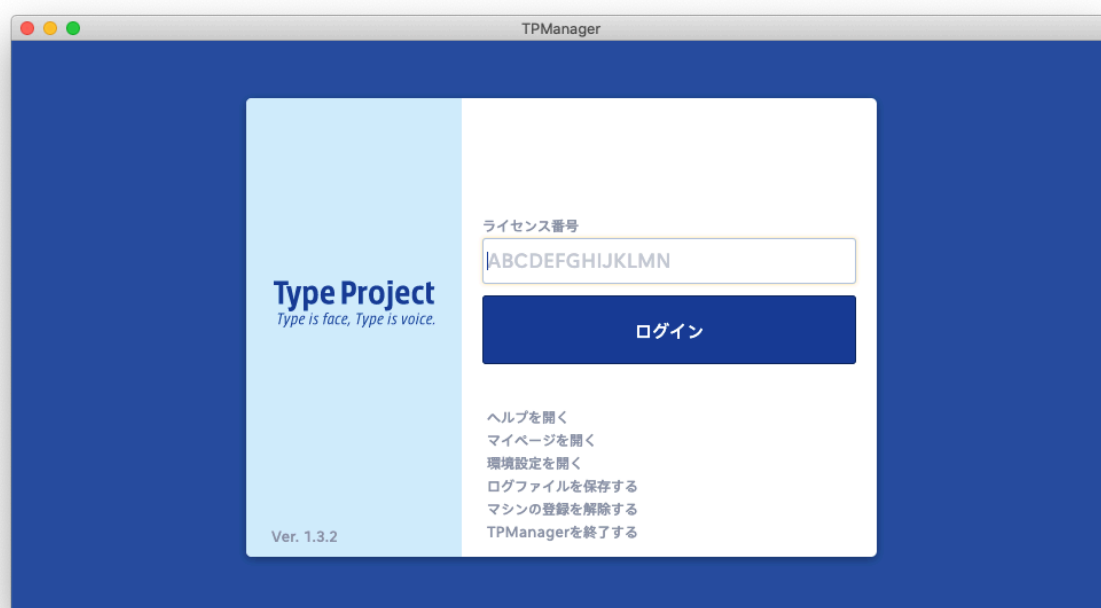 TPManager
Type Project
Type is face, Type is voice.
Ver. 1.3.2
ライセンス番号
ABCDEFGHIJKLMN
ログイン
ヘルプを開く
マイページを開く
環境設定を開く
ログファイルを保存する
マシンの登録を解除する
TPManagerを終了する